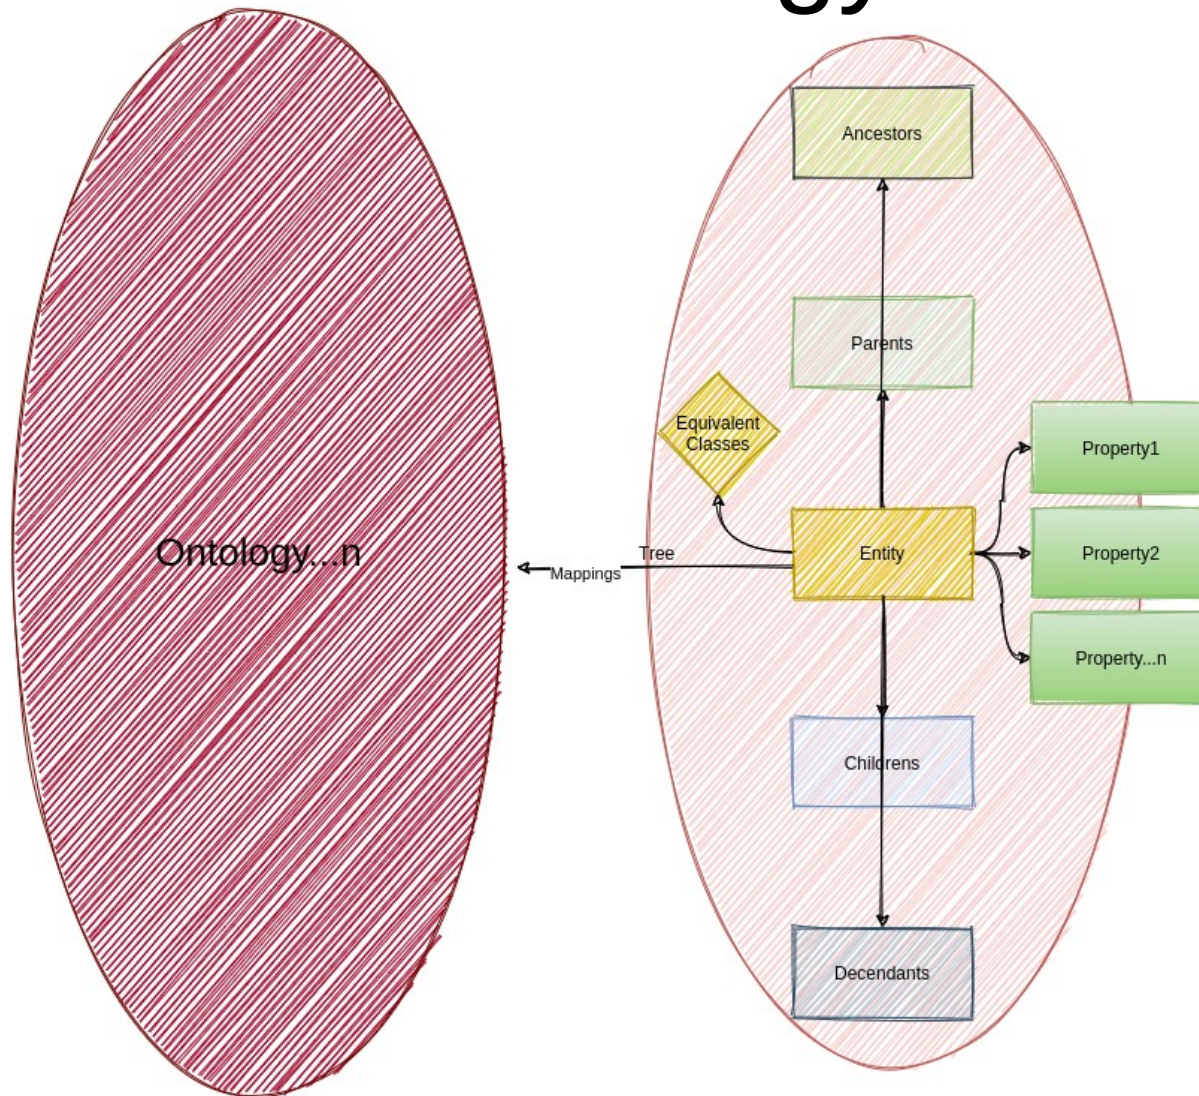 Ancestors
Parents
Equivalent
Classes
Property1
Ontology...n
Tree
Mappings
Entity
Property2
Property...n
Childrens
Decendants